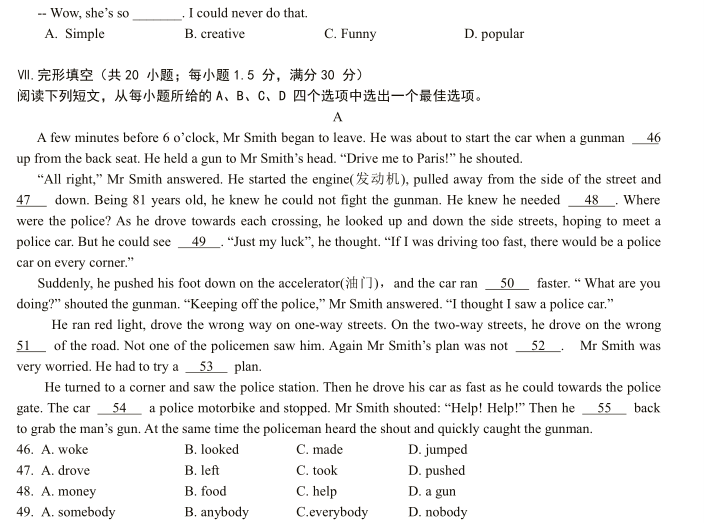 -- Wow, she's so _______. I could never do that.
A. Simple B. creative C. Funny D. popular
Ⅶ.完形填空（共20 小题；每小题1.5 分，满分30 分）
阅读下列短文，从每小题所给的A、B、C、D 四个选项中选出一个最佳选项。
A
A few minutes before 6 o'clock, Mr Smith began to leave. He was about to start the car when a gunman __46
up from the back seat. He held a gun to Mr Smith's head. “Drive me to Paris!” he shouted.
“All right,” Mr Smith answered. He started the engine(发动机), pulled away from the side of the street and
47__ down. Being 81 years old, he knew he could not fight the gunman. He knew he needed __48__. Where
were the police? As he drove towards each crossing, he looked up and down the side streets, hoping to meet a
police car. But he could see __49__. “Just my luck”, he thought. “If I was driving too fast, there would be a police
car on every corner.”
Suddenly, he pushed his foot down on the accelerator(油门)，and the car ran __50__ faster. “ What are you
doing?” shouted the gunman. “Keeping off the police,” Mr Smith answered. “I thought I saw a police car.”
He ran red light, drove the wrong way on one-way streets. On the two-way streets, he drove on the wrong
51__ of the road. Not one of the policemen saw him. Again Mr Smith's plan was not __52__. Mr Smith was
very worried. He had to try a __53__ plan.
He turned to a corner and saw the police station. Then he drove his car as fast as he could towards the police
gate. The car __54__ a police motorbike and stopped. Mr Smith shouted: “Help! Help!” Then he __55__ back
to grab the man's gun. At the same time the policeman heard the shout and quickly caught the gunman.
46. A. woke B. looked C. made D. jumped
47. A. drove B. left C. took D. pushed
48. A. money B. food C. help D. a gun
49. A. somebody B. anybody C.everybody D. nobody